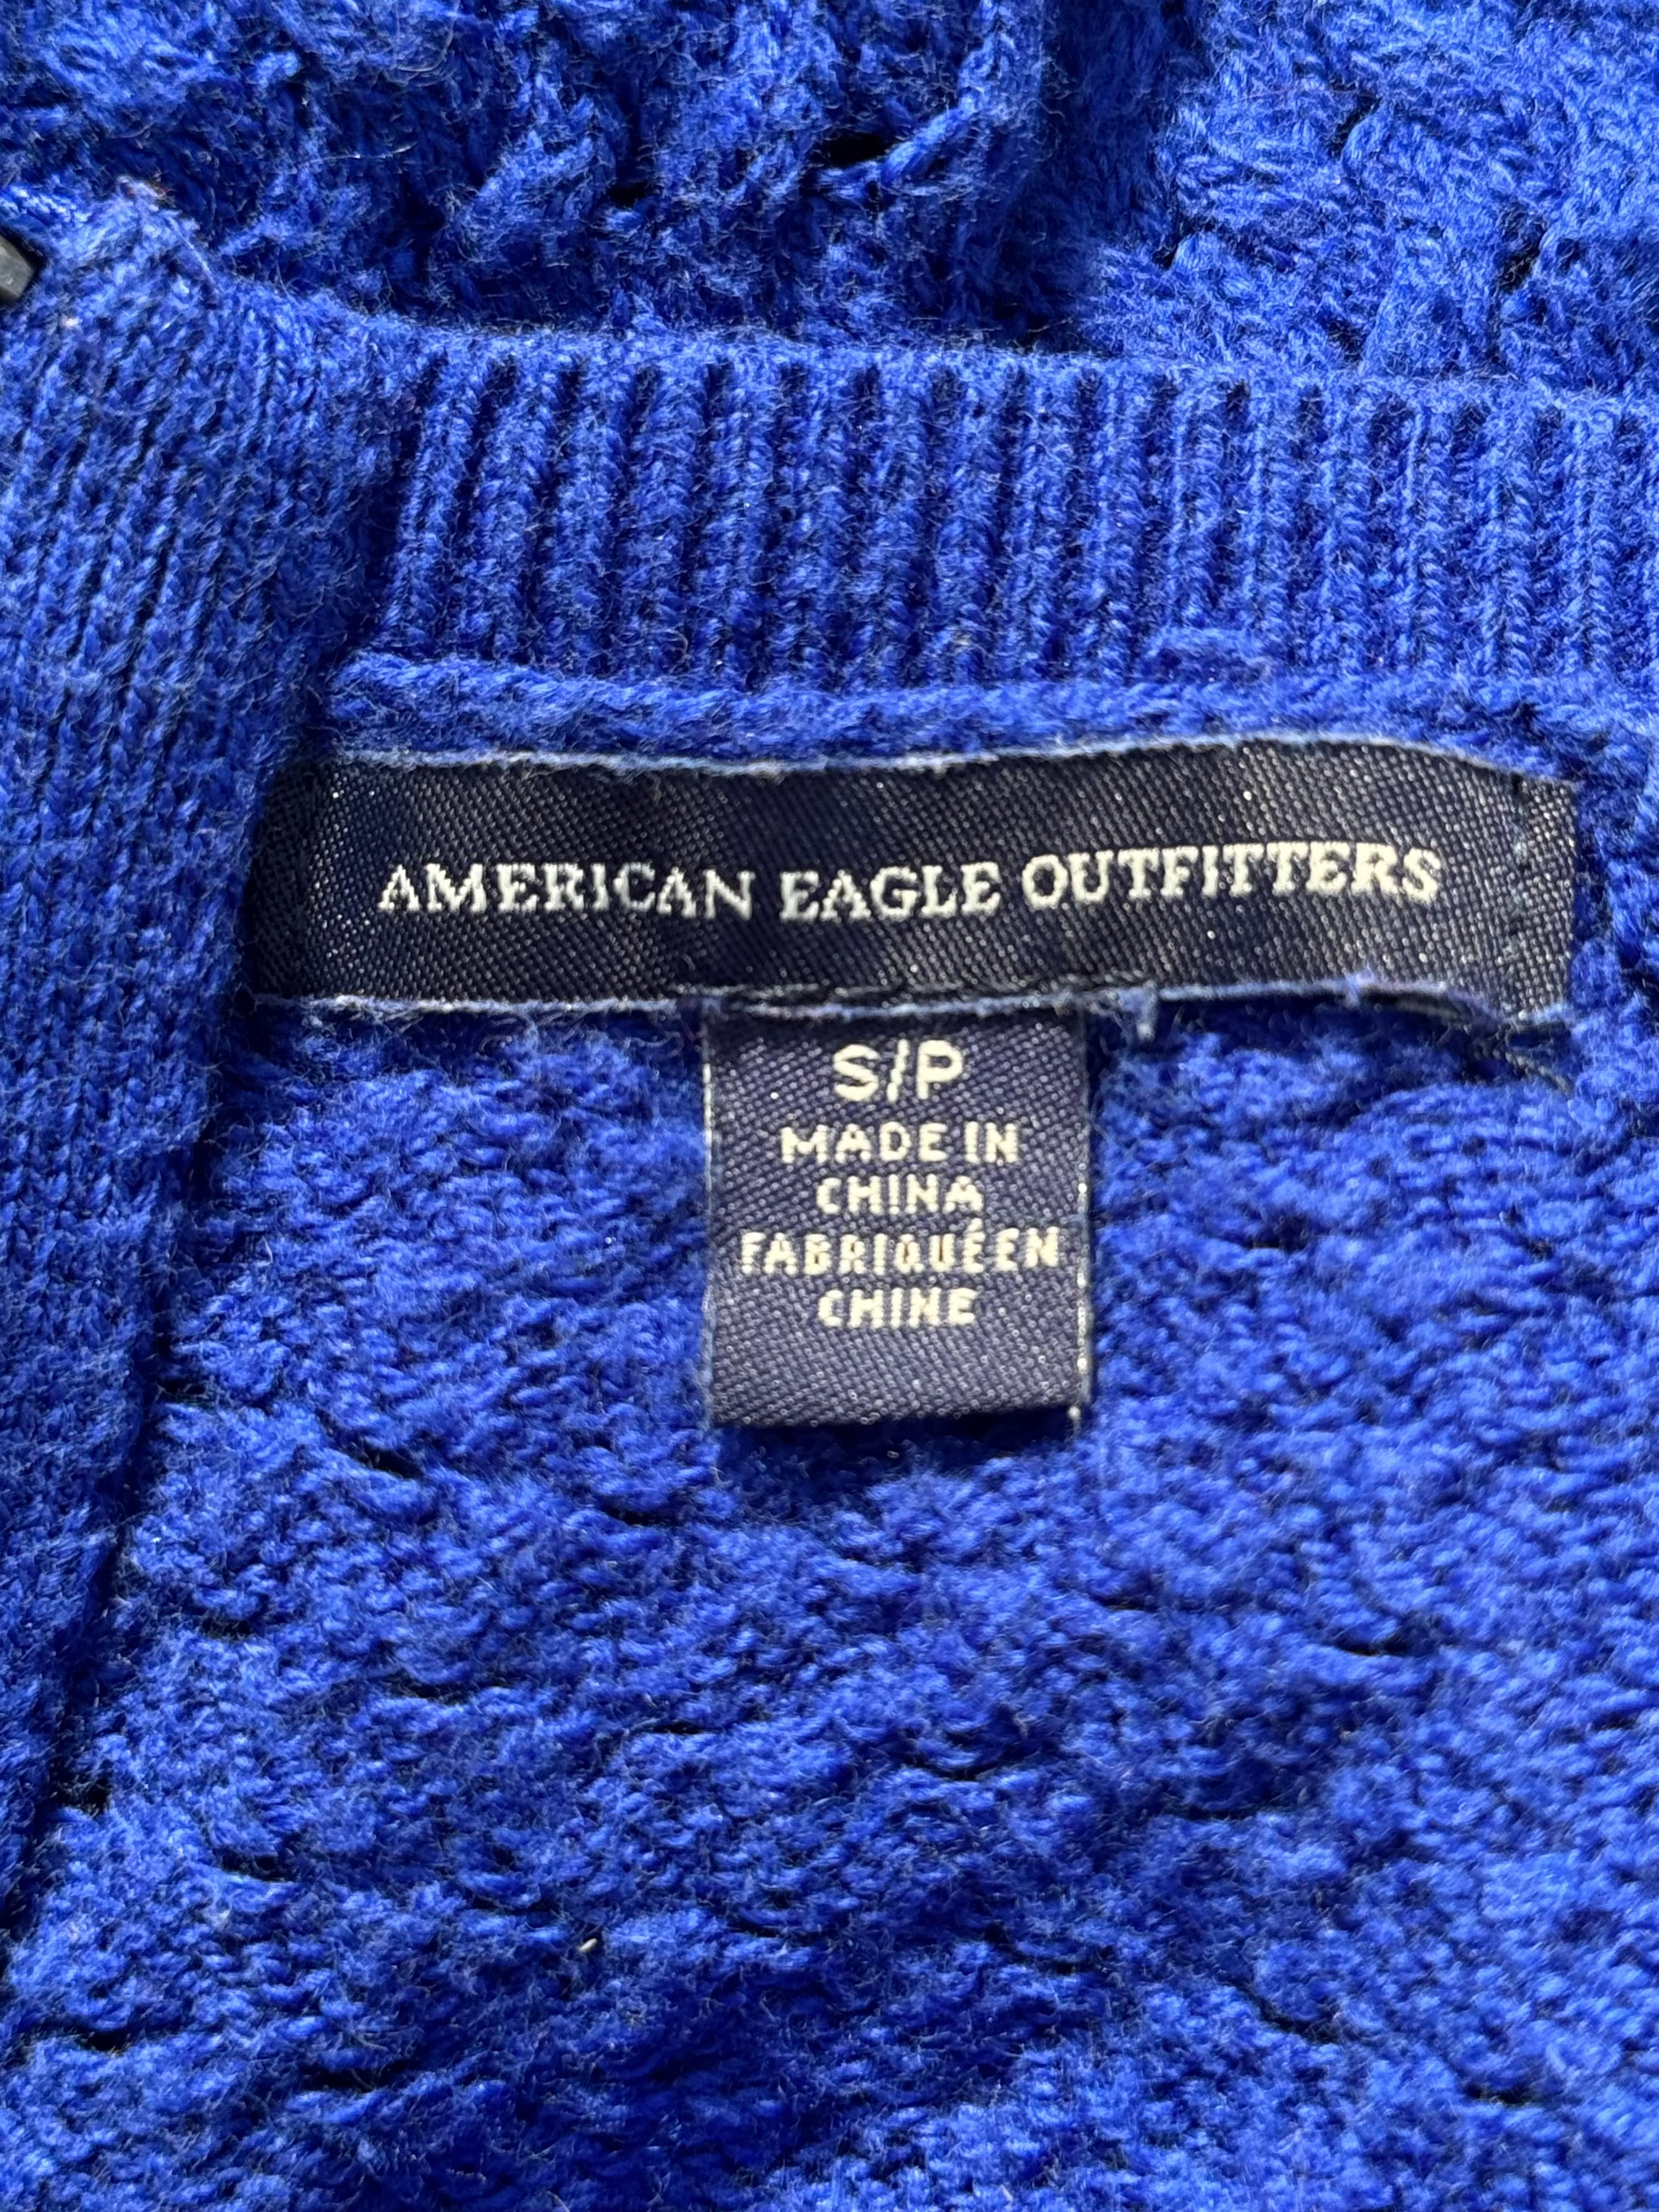 AMERICAN EAGLE OUTFITTERS
S/P
MADE IN
CHINA
FABRIQUÉ EN
CHINE